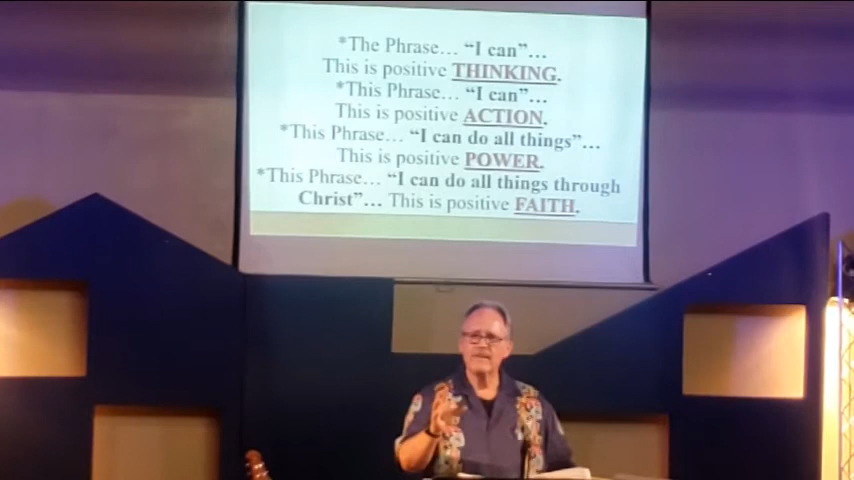 *The Phrase… “I can”…
This is positive THINKING.
*This Phrase… “I can”…
This is positive ACTION.
*This Phrase… “I can do all things”…
This is positive POWER.
*This Phrase… “I can do all things through
Christ”… This is positive FAITH.